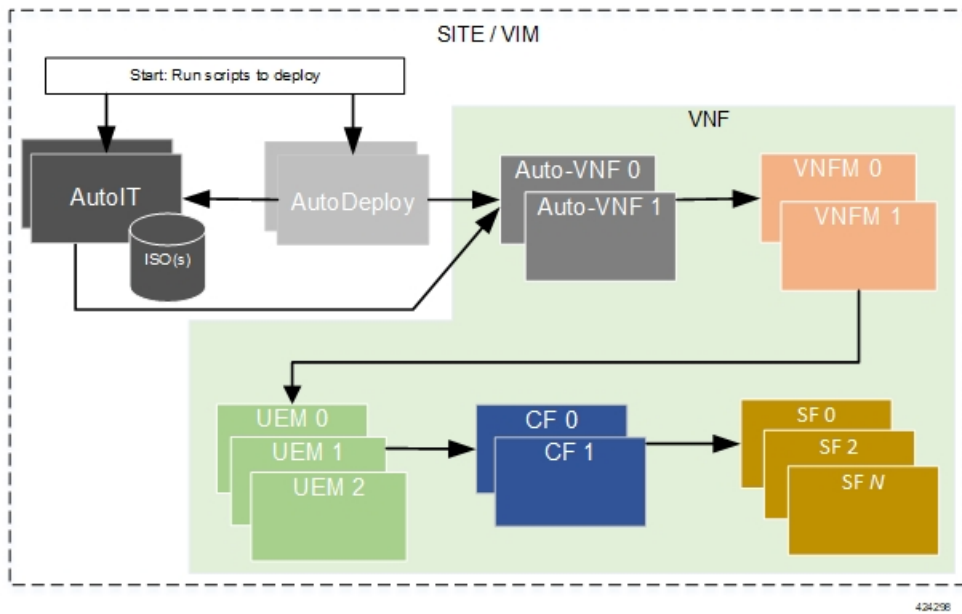 SITE / VIM
Start: Run scripts to deploy
VNF
AutoIT
ISO(s)
AutoDeploy
Auto-VNF 0
Auto-VNF 1
VNFM 0
VNFM 1
UEM 0
UEM 1
UEM 2
CF 0
CF 1
SF 0
SF 2
SF N
424298